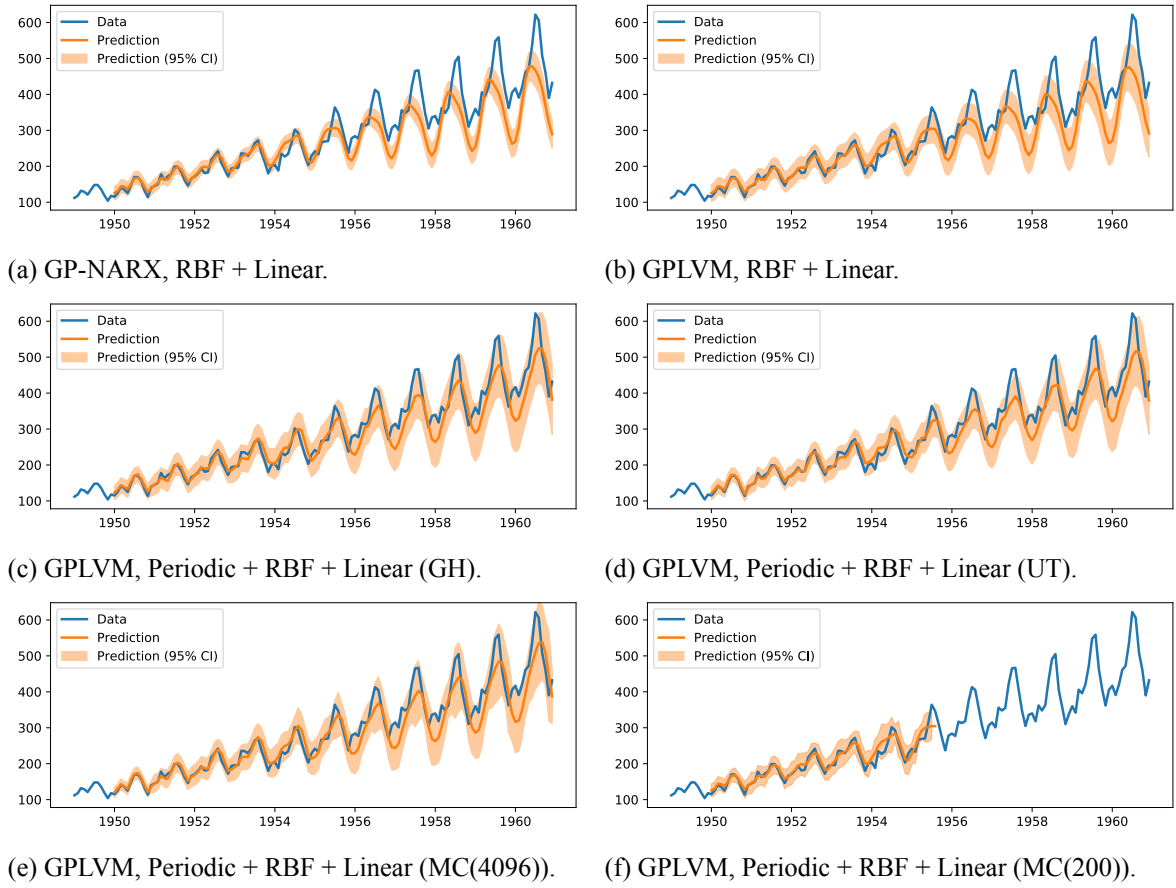 600
500
400
300
200
100
Data
Prediction
Prediction (95% CI)
1950 1952 1954 1956 1958 1960
(a) GP-NARX, RBF + Linear.
600
500
400
300
200
100
Data
Prediction
Prediction (95% CI)
1950 1952 1954 1956 1958 1960
(b) GPLVM, RBF + Linear.
600
500
400
300
200
100
Data
Prediction
Prediction (95% CI)
1950 1952 1954 1956 1958 1960
(c) GPLVM, Periodic + RBF + Linear (GH).
600
500
400
300
200
100
Data
Prediction
Prediction (95% CI)
1950 1952 1954 1956 1958 1960
(d) GPLVM, Periodic + RBF + Linear (UT).
600
500
400
300
200
100
Data
Prediction
Prediction (95% CI)
1950 1952 1954 1956 1958 1960
(e) GPLVM, Periodic + RBF + Linear (MC(4096)).
600
500
400
300
200
100
Data
Prediction
Prediction (95% CI)
1950 1952 1954 1956 1958 1960
(f) GPLVM, Periodic + RBF + Linear (MC(200)).